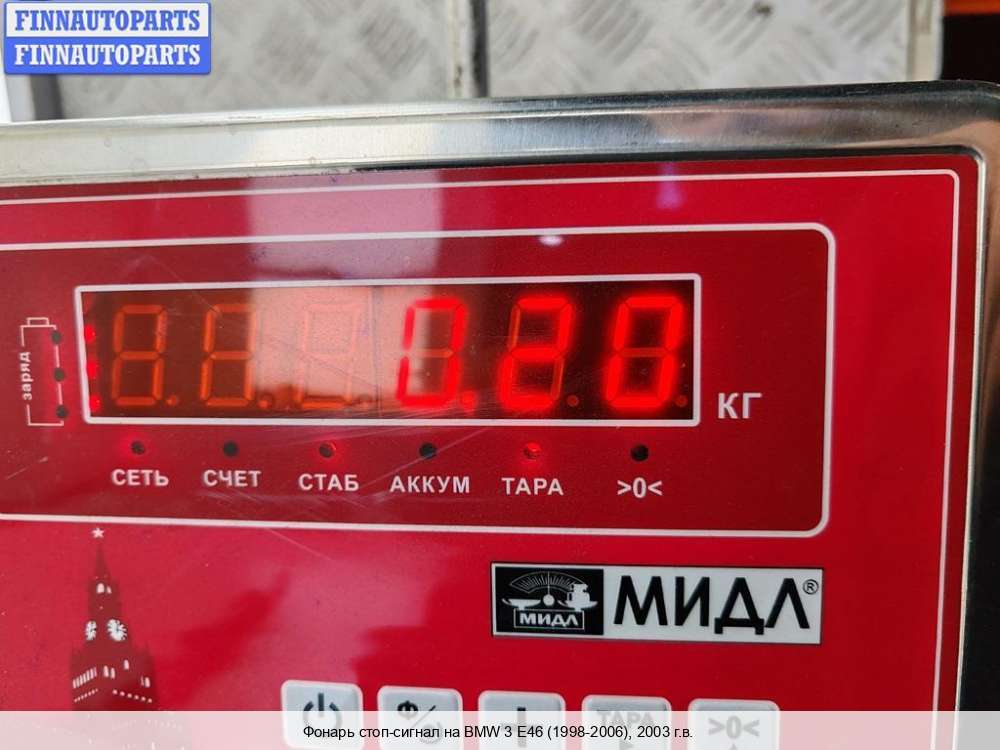 FINNAUTOPARTS
FINNAUTOPARTS
заряд
0.20
КГ
СЕТЬ СЧЕТ СТАБ АККУМ ТАРА >0<
МИДЛ
МИДЛ®
Ф/
+
ТАРА >0<
Фонарь стоп-сигнал на BMW 3 E46 (1998-2006), 2003 г.в.